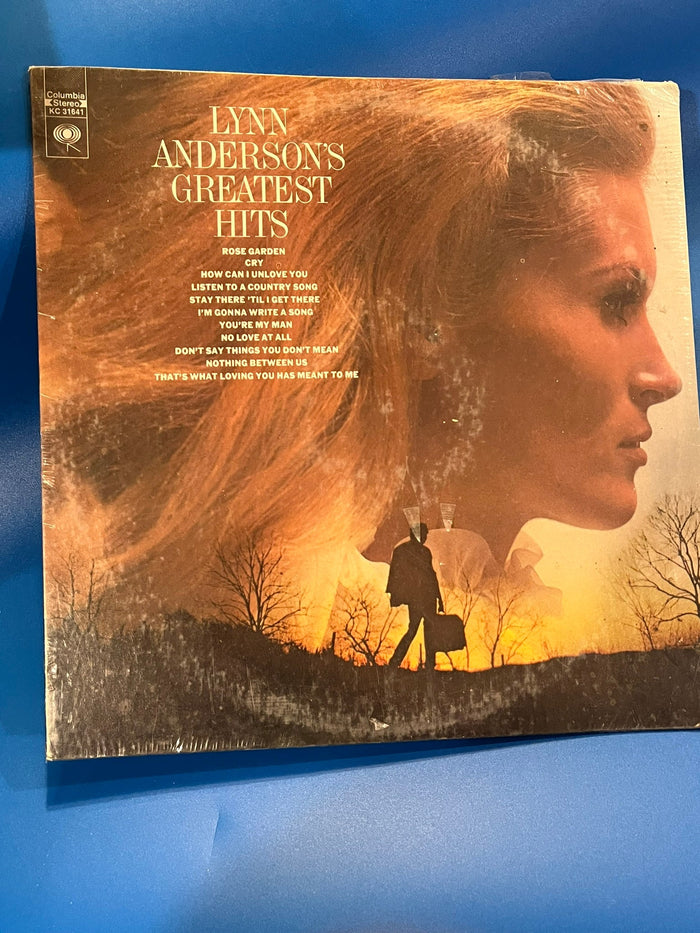 Columbia
Stereo
KC 31641
LYNN
ANDERSON'S
GREATEST
HITS
ROSE GARDEN
CRY
HOW CAN I UNLOVE YOU
LISTEN TO A COUNTRY SONG
STAY THERE 'TIL I GET THERE
I'M GONNA WRITE A SONG
YOU'RE MY MAN
NO LOVE AT ALL
DON'T SAY THINGS YOU DON'T MEAN
NOTHING BETWEEN US
THAT'S WHAT LOVING YOU HAS MEANT TO ME